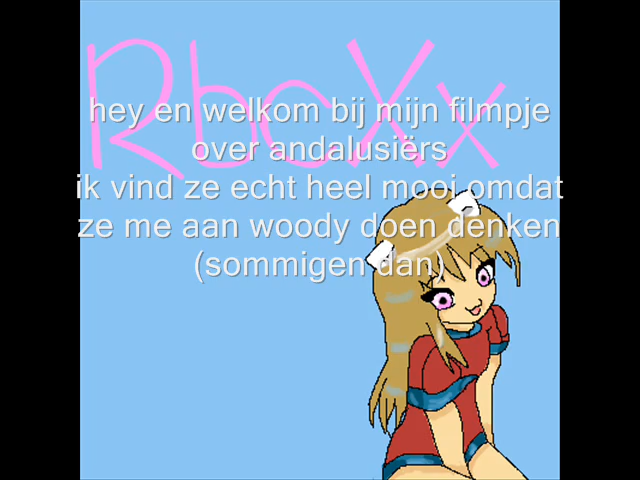 RbcXx
hey en welkom bij mijn filmpje
over andalusiërs
ik vind ze echt heel mooi omdat
ze me aan woody doen denken
(sommigen dan)